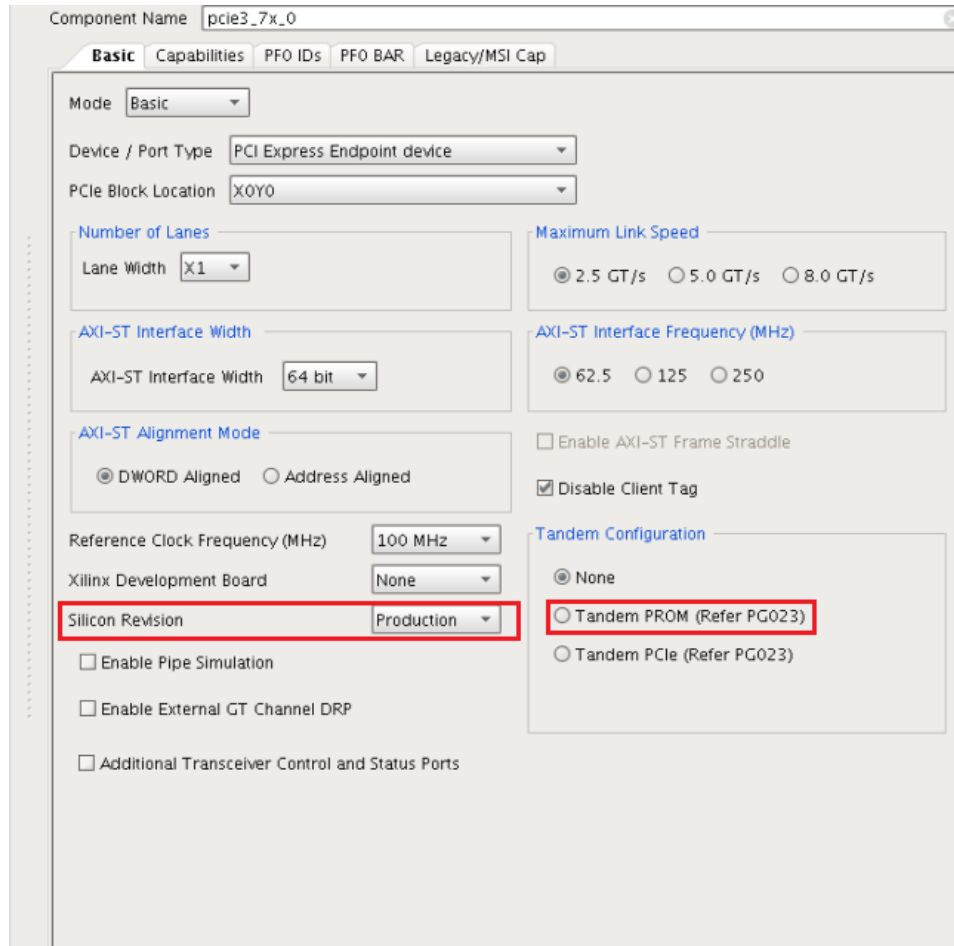 Component Name pcie3_7x_0
Basic Capabilities PF0 IDs PF0 BAR Legacy/MSI Cap
Mode Basic
Device / Port Type PCI Express Endpoint device
PCIe Block Location X0Y0
Number of Lanes
Lane Width X1
Maximum Link Speed
2.5 GT/s 5.0 GT/s 8.0 GT/s
AXI-ST Interface Width
AXI-ST Interface Width 64 bit
AXI-ST Interface Frequency (MHz)
62.5 125 250
AXI-ST Alignment Mode
DWORD Aligned Address Aligned
Enable AXI-ST Frame Straddle
Disable Client Tag
Reference Clock Frequency (MHz) 100 MHz
Xilinx Development Board None
Silicon Revision Production
Enable Pipe Simulation
Enable External GT Channel DRP
Additional Transceiver Control and Status Ports
Tandem Configuration
None
Tandem PROM (Refer PG023)
Tandem PCIe (Refer PG023)